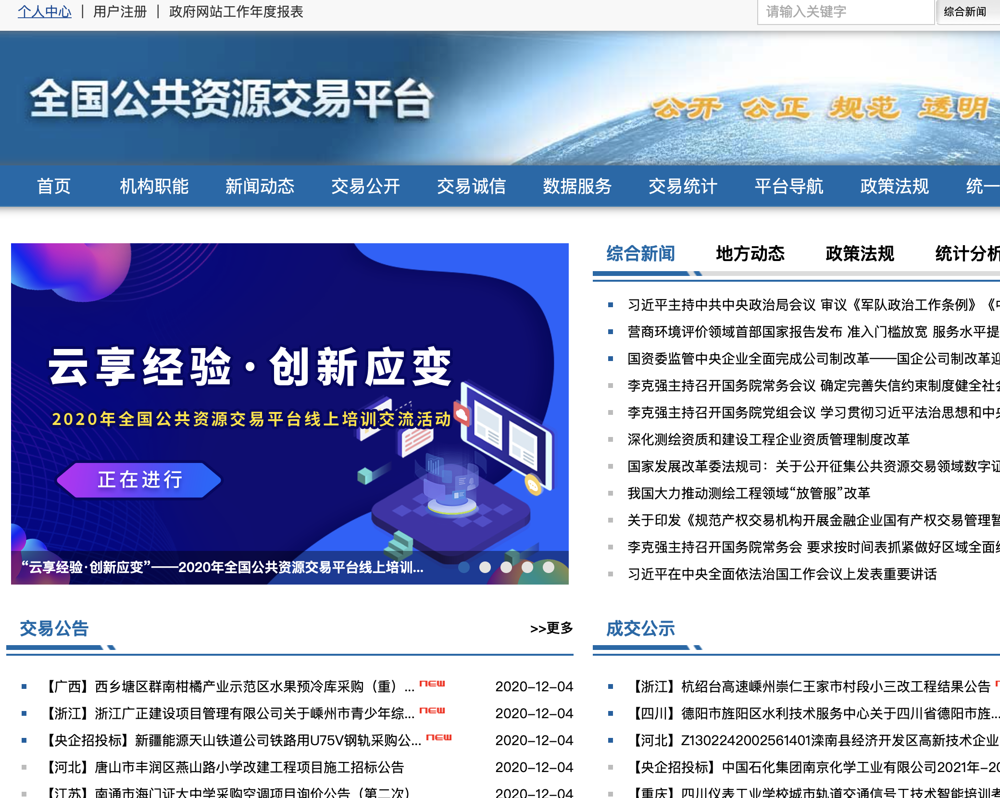 个人中心 | 用户注册 | 政府网站工作年度报表
请输入关键字 综合新闻
全国公共资源交易平台
公开 公正 规范 透明
首页 机构职能 新闻动态 交易公开 交易诚信 数据服务 交易统计 平台导航 政策法规 统一
云享经验·创新应变
2020年全国公共资源交易平台线上培训交流活动
正在进行
“云享经验·创新应变”——2020年全国公共资源交易平台线上培训...
综合新闻 地方动态 政策法规 统计分析
习近平主持中共中央政治局会议 审议《军队政治工作条例》《中
营商环境评价领域首部国家报告发布 准入门槛放宽 服务水平提
国资委监管中央企业全面完成公司制改革——国企公司制改革迎
李克强主持召开国务院常务会议 确定完善失信约束制度健全社会
李克强主持召开国务院党组会议 学习贯彻习近平法治思想和中央
深化测绘资质和建设工程企业资质管理制度改革
国家发展改革委法规司：关于公开征集公共资源交易领域数字证
我国大力推动测绘工程领域“放管服”改革
关于印发《规范产权交易机构开展金融企业国有产权交易管理暂
李克强主持召开国务院常务会 要求按时间表抓紧做好区域全面经
习近平在中央全面依法治国工作会议上发表重要讲话
交易公告 >>更多
【广西】西乡塘区群南柑橘产业示范区水果预冷库采购（重）... new 2020-12-04
【浙江】浙江广正建设项目管理有限公司关于嵊州市青少年综... new 2020-12-04
【央企招投标】新疆能源天山铁道公司铁路用U75V钢轨采购公... new 2020-12-04
【河北】唐山市丰润区燕山路小学改建工程项目施工招标公告 2020-12-04
【江苏】南通市海门证大中学采购空调项目询价公告（第二次） 2020-12-04
成交公示
【浙江】杭绍台高速嵊州崇仁王家市村段小三改工程结果公告
【四川】德阳市旌阳区水利技术服务中心关于四川省德阳市旌...
【河北】Z1302242002561401滦南县经济开发区高新技术企业
【央企招投标】中国石化集团南京化学工业有限公司2021年-20
【重庆】四川仪表工业学校城市轨道交通信号工技术智能培训考